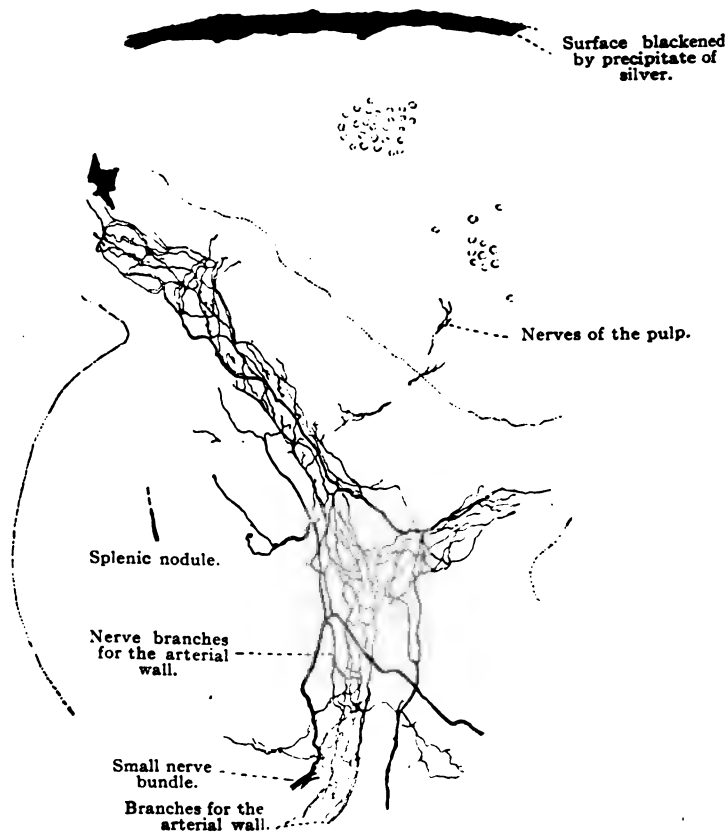 Surface blackened
by precipitate of
silver.
Nerves of the pulp.
Splenic nodule.
Nerve branches
for the arterial
wall.
Small nerve
bundle.
Branches for the
arterial wall.